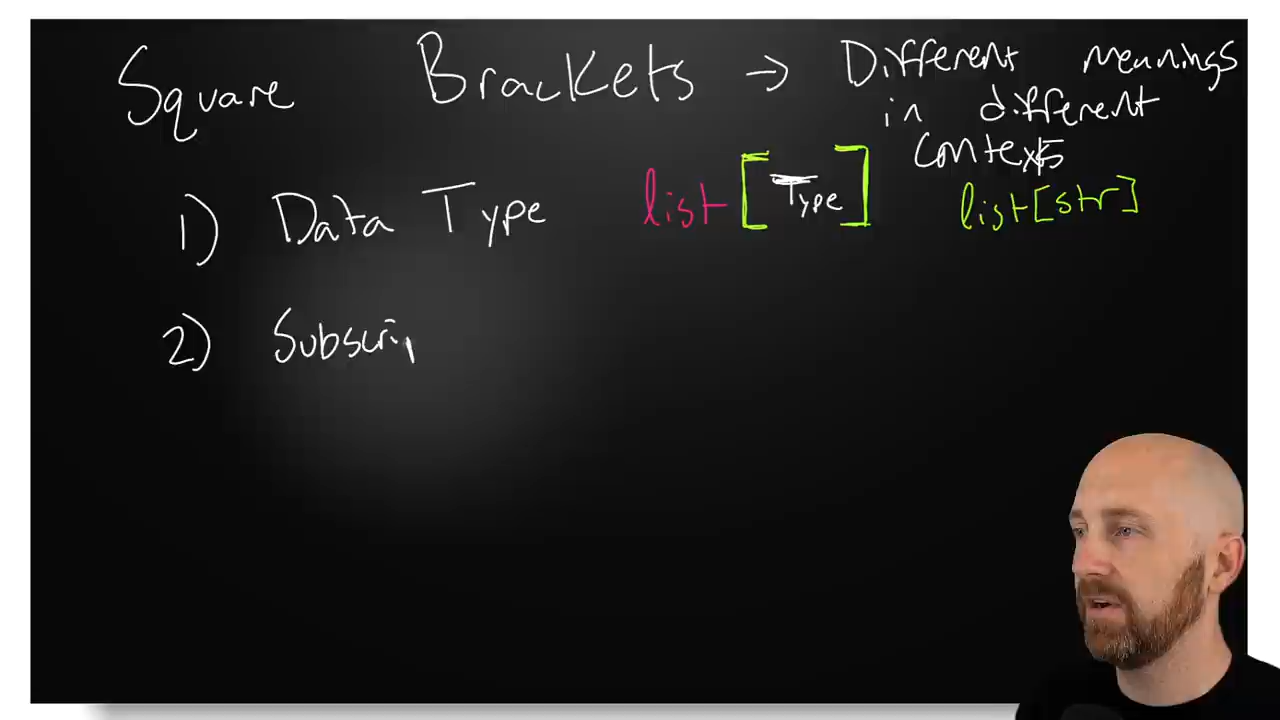 Square Brackets → Different meanings
in different
contexts
1) Data Type list[Type] list[str]
2) Subscri